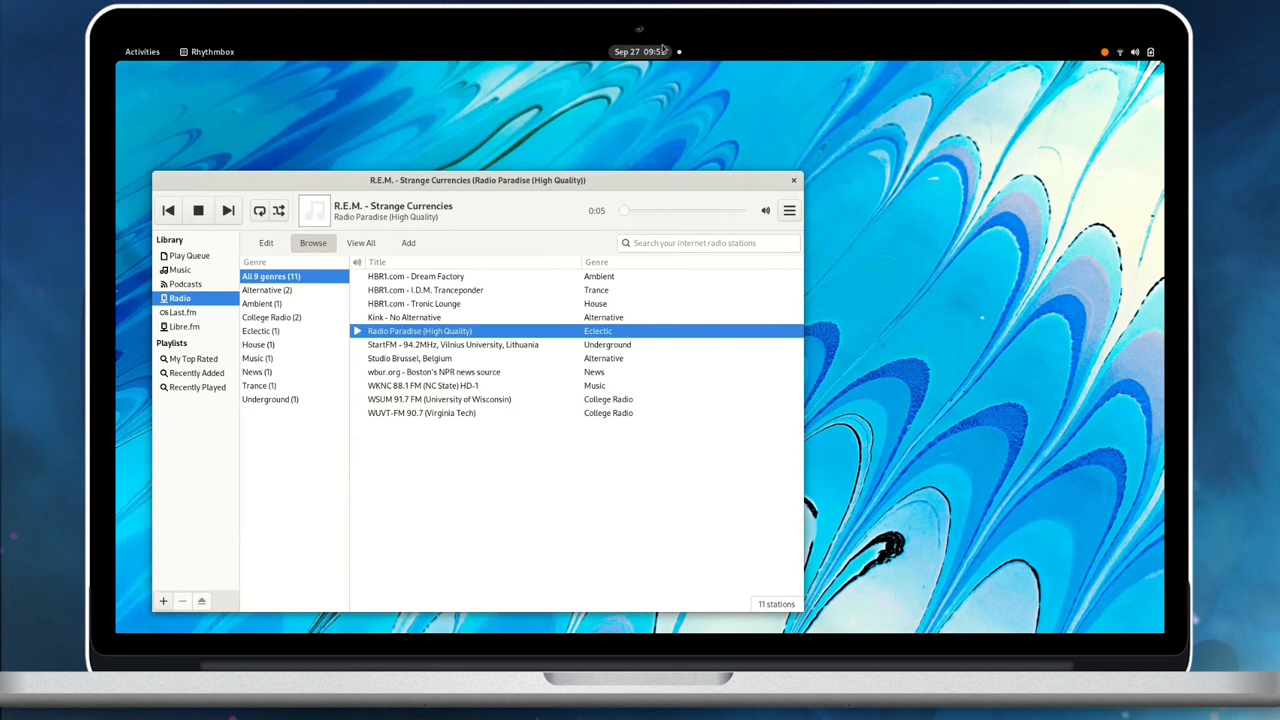 Activities
Rhythmbox
Sep 27
R.E.M. - Strange Currencies (Radio Paradise (High Quality))
R.E.M. - Strange Currencies
Radio Paradise (High Quality)
0:05
Library
Play Queue
Music
Podcasts
Radio
Last.fm
Libre.fm
Playlists
My Top Rated
Recently Added
Recently Played
Edit
Browse
View All
Add
Search your internet radio stations
Genre
All 9 genres (11)
Alternative (2)
Ambient (1)
College Radio (2)
Eclectic (1)
House (1)
Music (1)
News (1)
Trance (1)
Underground (1)
Title Genre
HBR1.com - Dream Factory Ambient
HBR1.com - I.D.M. Tranceponder Trance
HBR1.com - Tronic Lounge House
Kink - No Alternative Alternative
Radio Paradise (High Quality) Eclectic
StartFM - 94.2MHz, Vilnius University, Lithuania Underground
Studio Brussel, Belgium Alternative
wbur.org - Boston's NPR news source News
WKNC 88.1 FM (NC State) HD-1 Music
WSUM 91.7 FM (University of Wisconsin) College Radio
WUVT-FM 90.7 (Virginia Tech) College Radio
11 stations